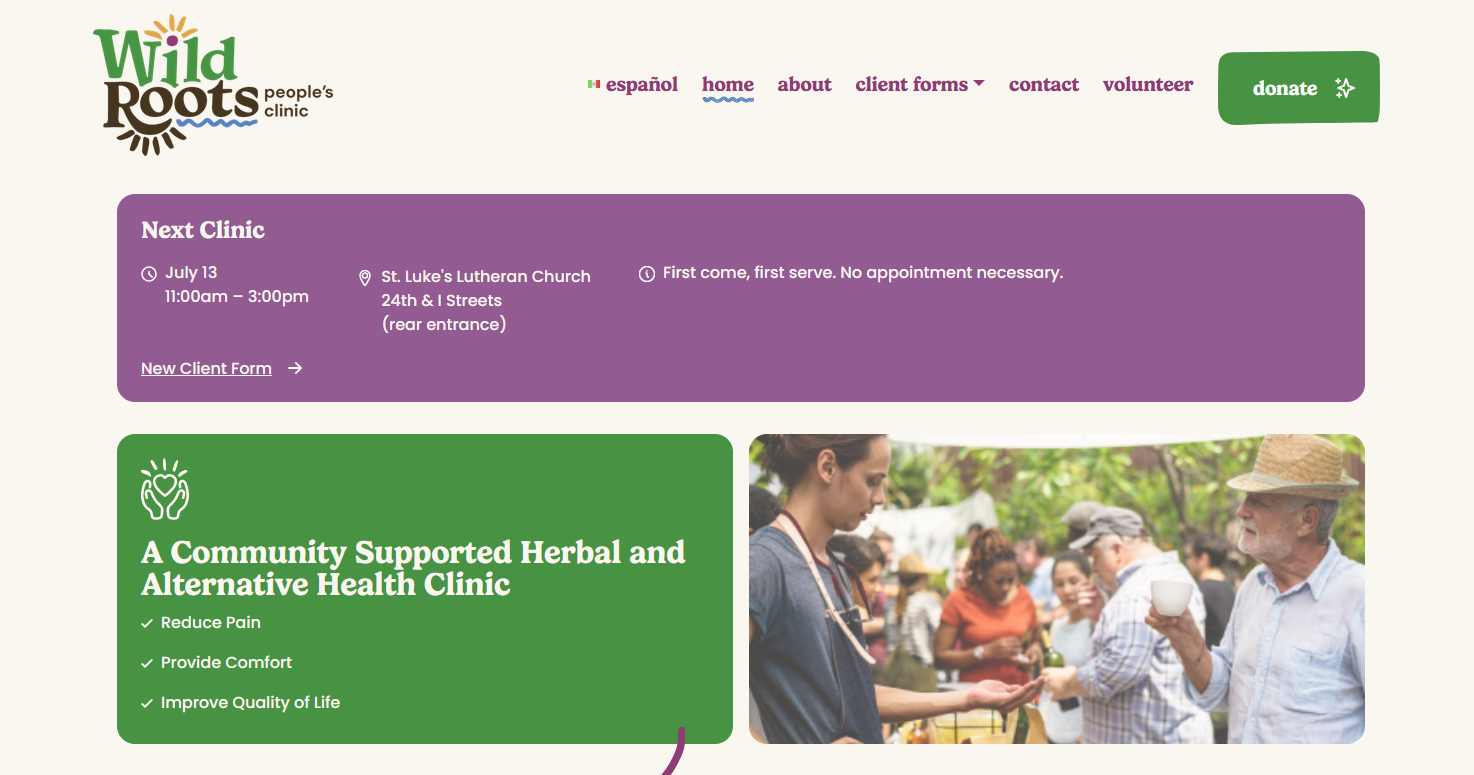 Wild
Roots
people's
clinic
español home about client forms contact volunteer donate
Next Clinic
July 13
11:00am – 3:00pm
St. Luke's Lutheran Church
24th & I Streets
(rear entrance)
First come, first serve. No appointment necessary.
New Client Form
A Community Supported Herbal and
Alternative Health Clinic
Reduce Pain
Provide Comfort
Improve Quality of Life